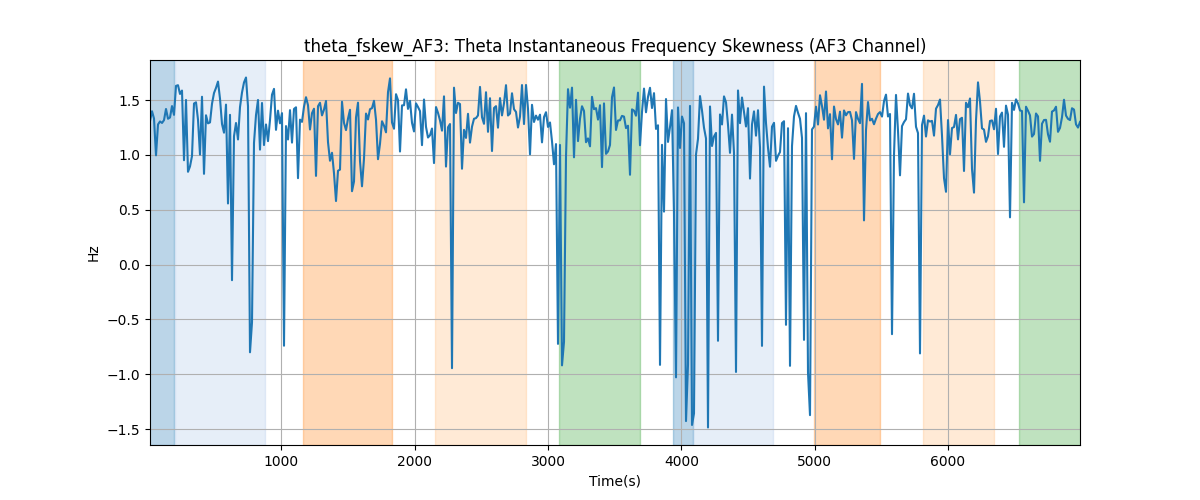 theta_fskew_AF3: Theta Instantaneous Frequency Skewness (AF3 Channel)
1.5
1.0
0.5
0.0
−0.5
−1.0
−1.5
Hz
1000 2000 3000 4000 5000 6000
Time(s)